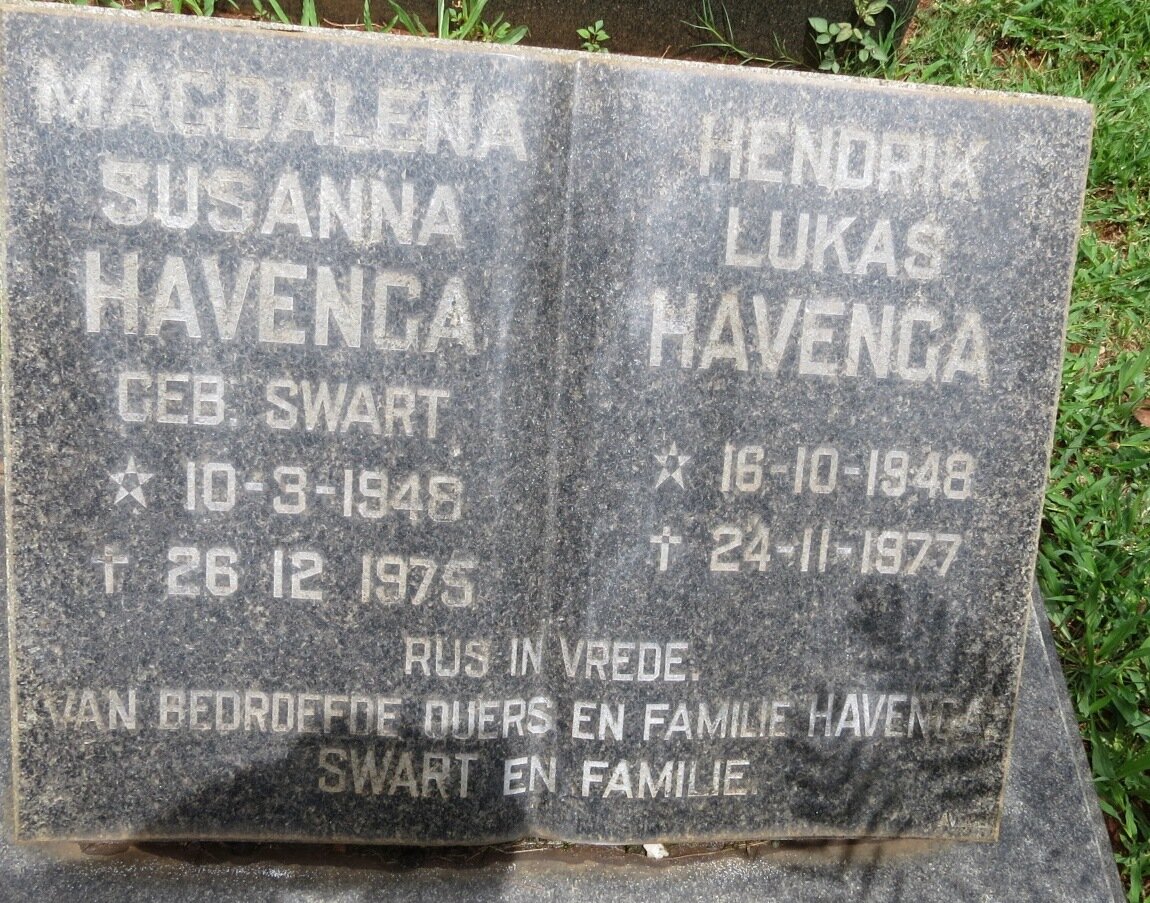 MAGDALENA
SUSANNA
HAVENGA
GEB. SWART
☆ 10-3-1948
✝ 26 12 1975
HENDRIK
LUKAS
HAVENGA
☆ 16-10-1948
✝ 24-11-1977
RUS IN VREDE.
VAN BEDROEFDE OUERS EN FAMILIE HAVENGA
SWART EN FAMILIE.